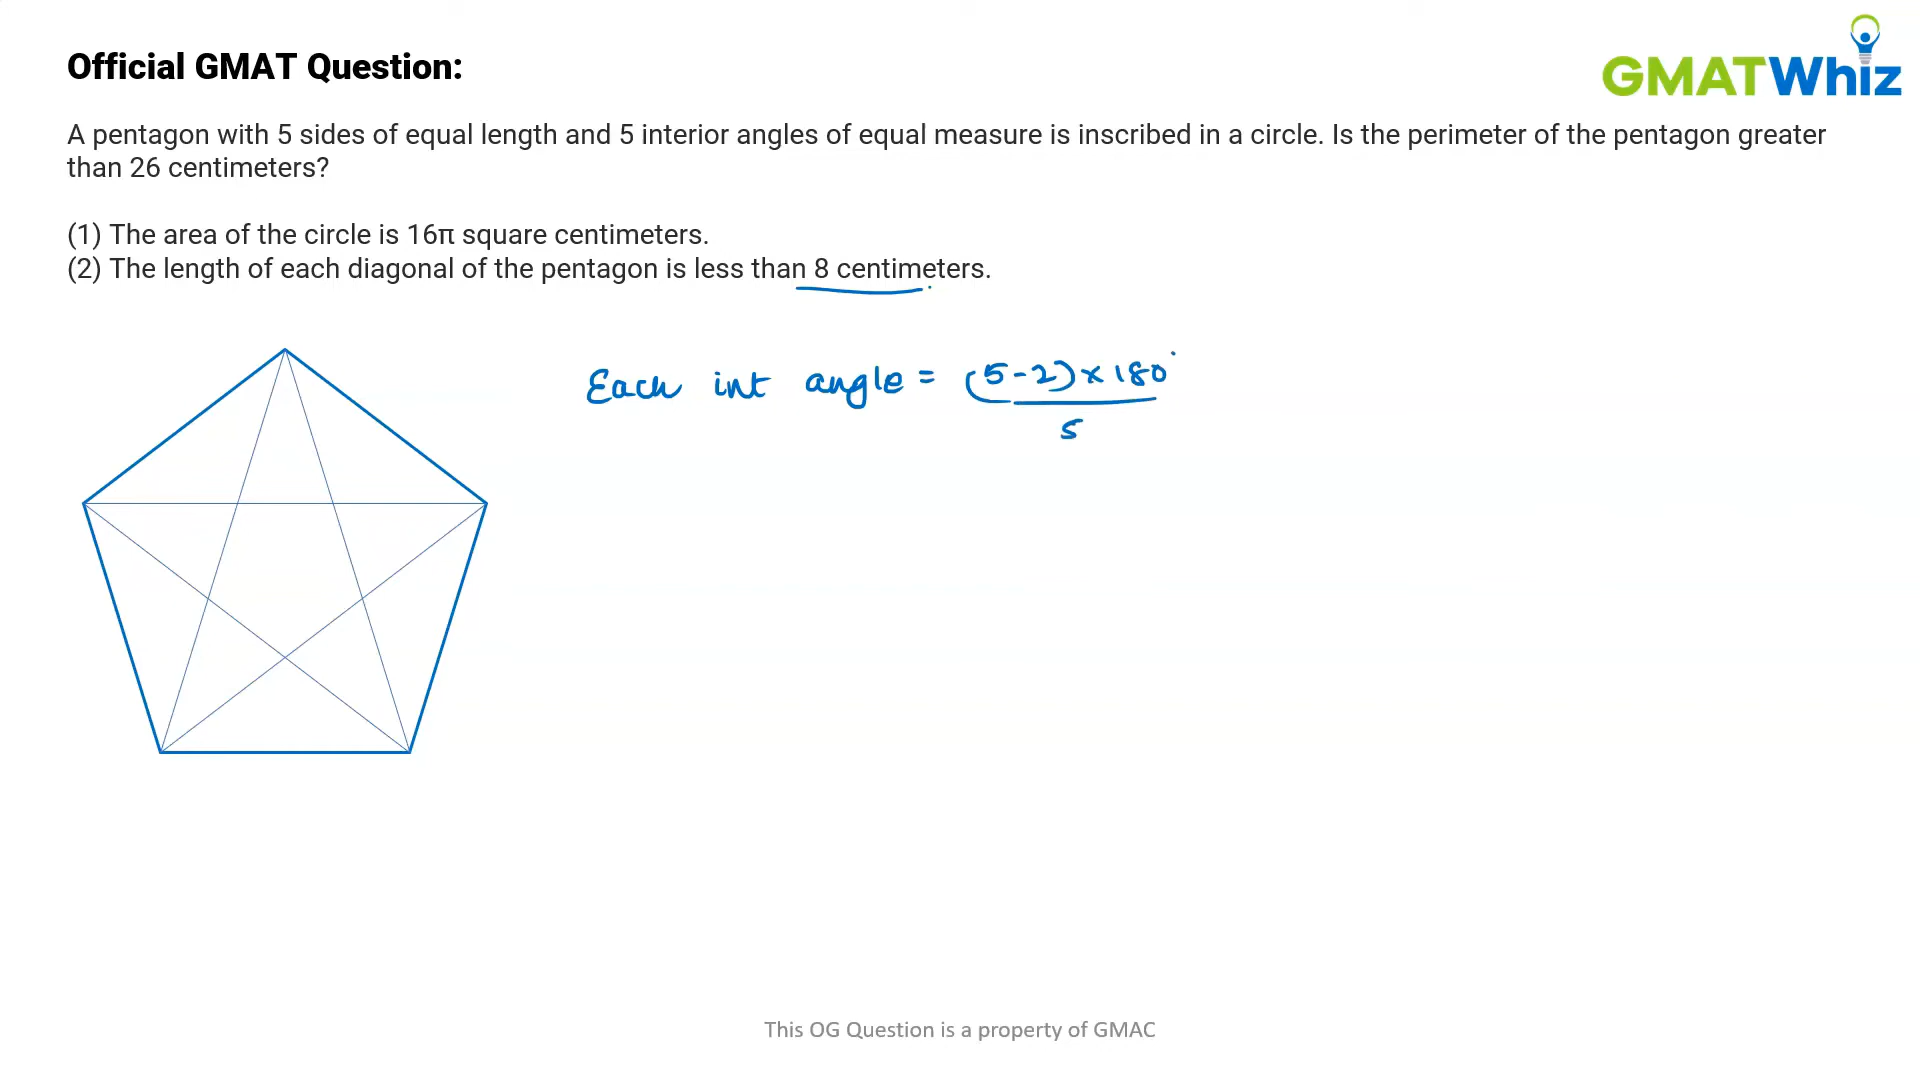 Official GMAT Question:
GMATWhiz
A pentagon with 5 sides of equal length and 5 interior angles of equal measure is inscribed in a circle. Is the perimeter of the pentagon greater
than 26 centimeters?
(1) The area of the circle is 16π square centimeters.
(2) The length of each diagonal of the pentagon is less than 8 centimeters.
Each int angle = (5-2)×180°
5
This OG Question is a property of GMAC